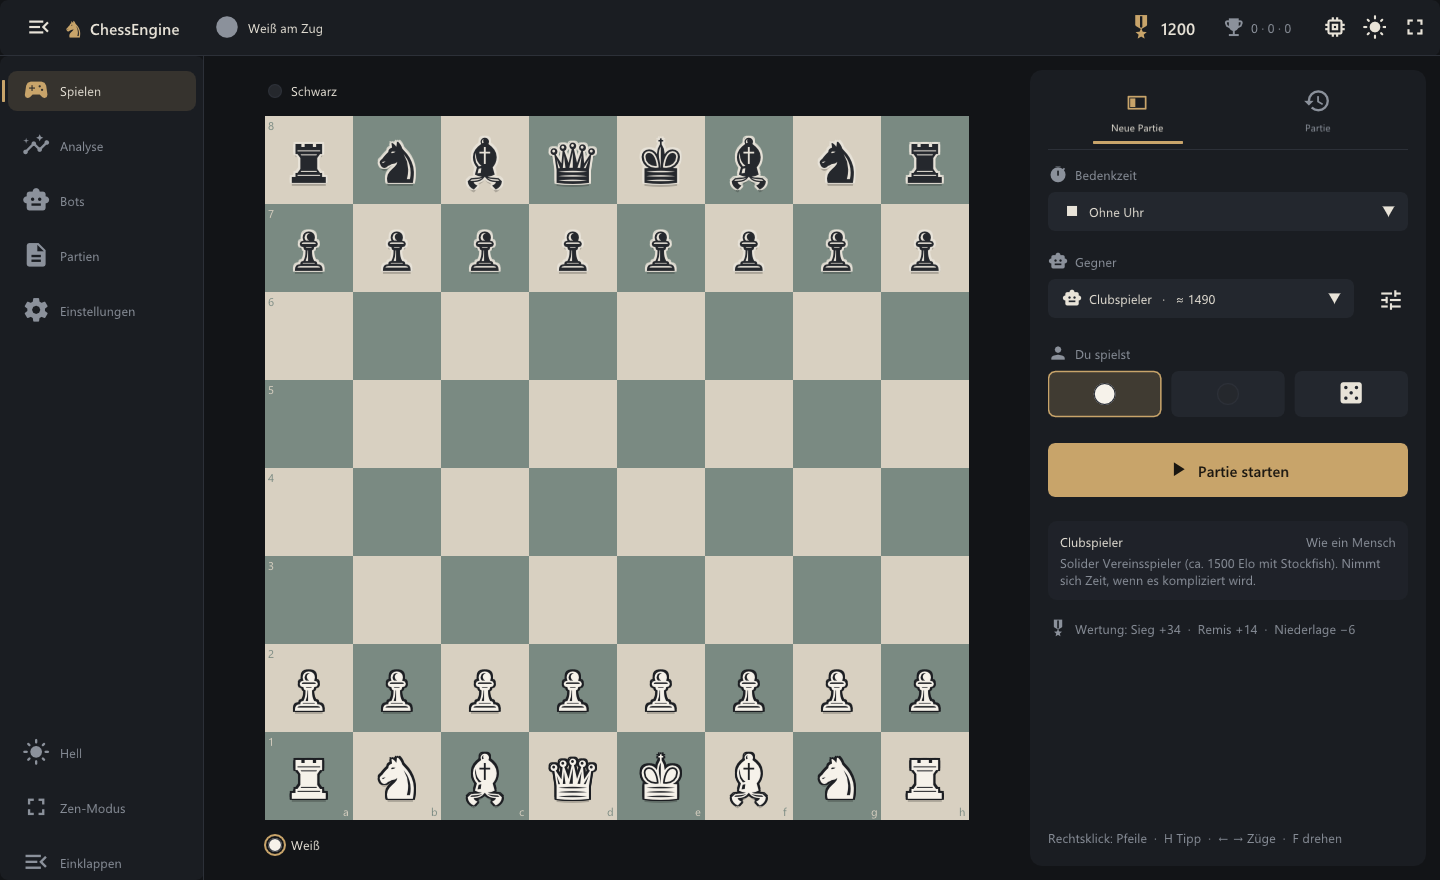 ChessEngine
Weiß am Zug
1200
0 · 0 · 0
Spielen
Analyse
Bots
Partien
Einstellungen
Hell
Zen-Modus
Einklappen
Schwarz
8
7
6
5
4
3
2
1
a b c d e f g h
Weiß
Neue Partie
Partie
Bedenkzeit
Ohne Uhr
Gegner
Clubspieler · ≈ 1490
Du spielst
Partie starten
Clubspieler Wie ein Mensch
Solider Vereinsspieler (ca. 1500 Elo mit Stockfish). Nimmt
sich Zeit, wenn es kompliziert wird.
Wertung: Sieg +34 · Remis +14 · Niederlage −6
Rechtsklick: Pfeile · H Tipp · ← → Züge · F drehen